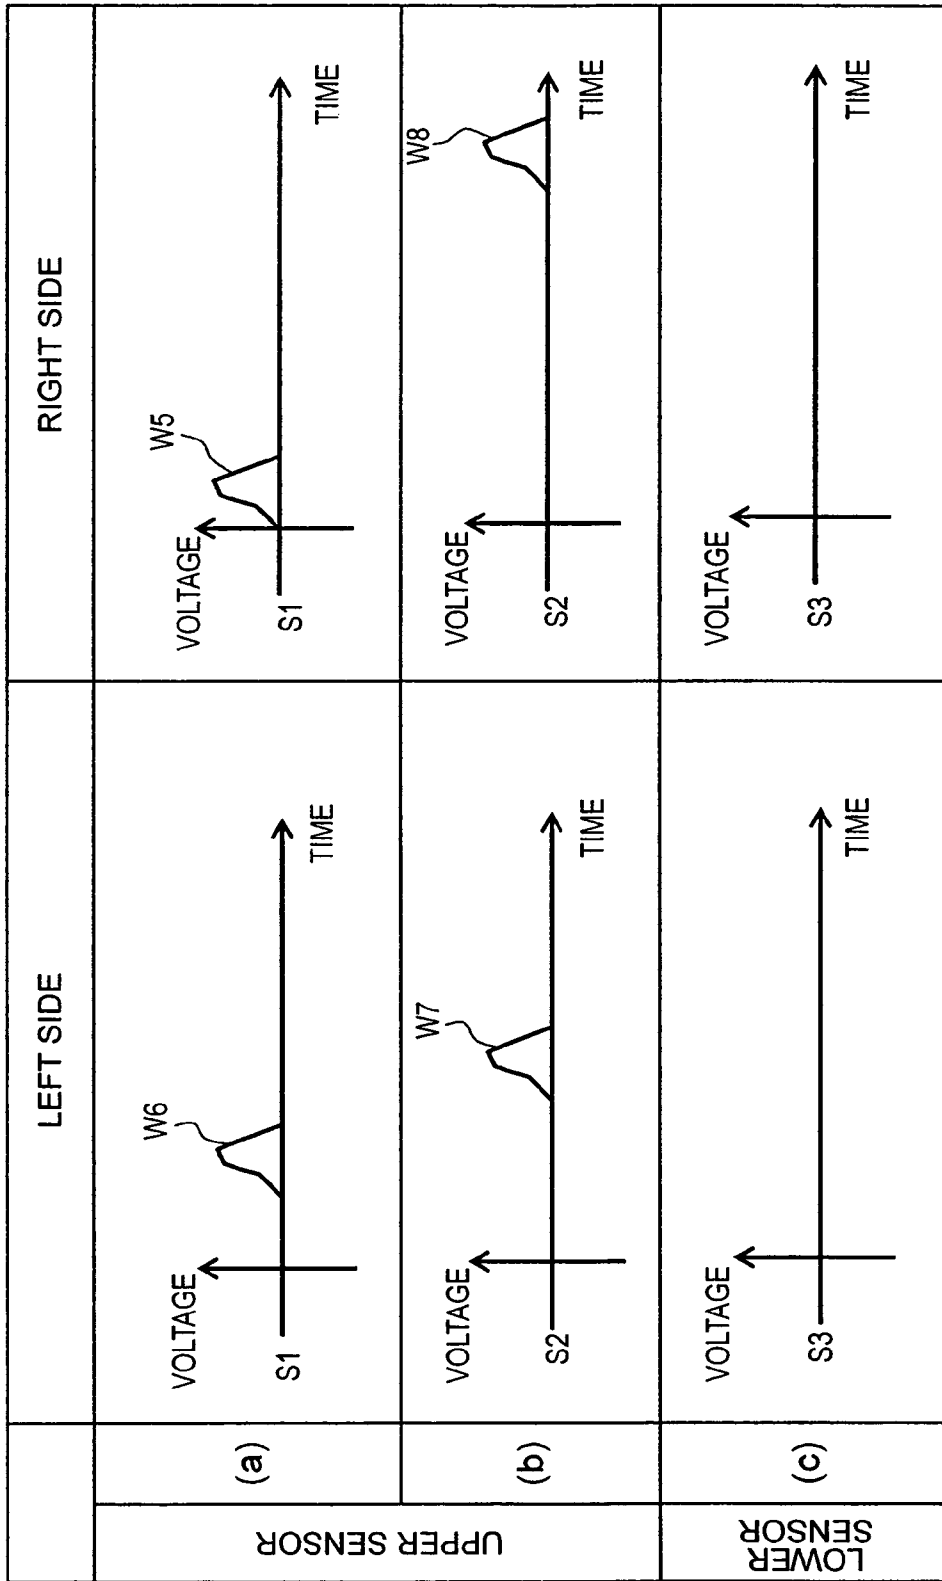 LEFT SIDE
RIGHT SIDE
UPPER SENSOR
(a)
VOLTAGE
W6
S1
TIME
VOLTAGE
W5
S1
TIME
(b)
VOLTAGE
W7
S2
TIME
VOLTAGE
W8
S2
TIME
LOWER
SENSOR
(c)
VOLTAGE
S3
TIME
VOLTAGE
S3
TIME